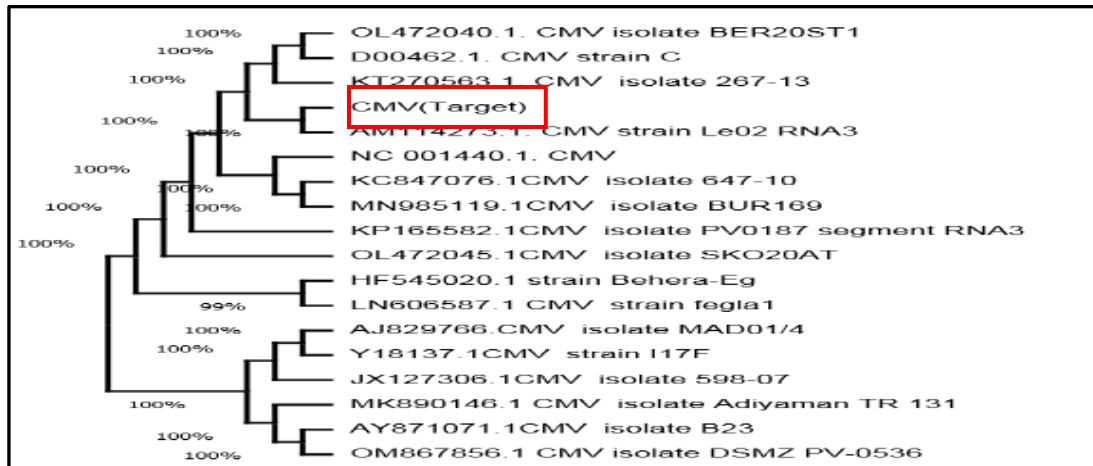 100% OL472040.1. CMV isolate BER20ST1
100% D00462.1. CMV strain C
100% KT270563.1. CMV isolate 267-13
CMV(Target)
100% 100% AM114273.1. CMV strain Le02 RNA3
NC 001440.1. CMV
100% 100% KC847076.1CMV isolate 647-10
100% 100% MN985119.1CMV isolate BUR169
KP165582.1CMV isolate PV0187 segment RNA3
100% OL472045.1CMV isolate SKO20AT
HF545020.1 strain Behera-Eg
99% LN606587.1 CMV strain fegla1
100% AJ829766.CMV isolate MAD01/4
100% Y18137.1CMV strain I17F
JX127306.1CMV isolate 598-07
100% MK890146.1 CMV isolate Adiyaman TR 131
100% AY871071.1CMV isolate B23
100% OM867856.1 CMV isolate DSMZ PV-0536